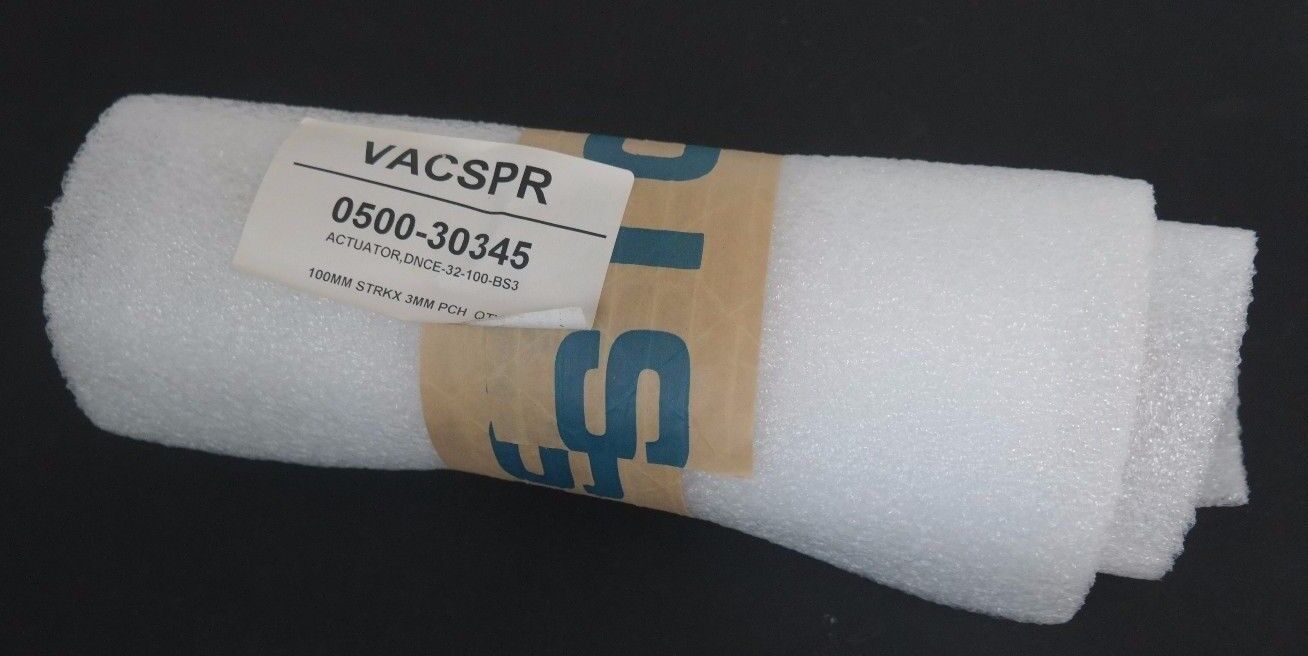 VACSPR
0500-30345
ACTUATOR,DNCE-32-100-BS3
100MM STRKX 3MM PCH